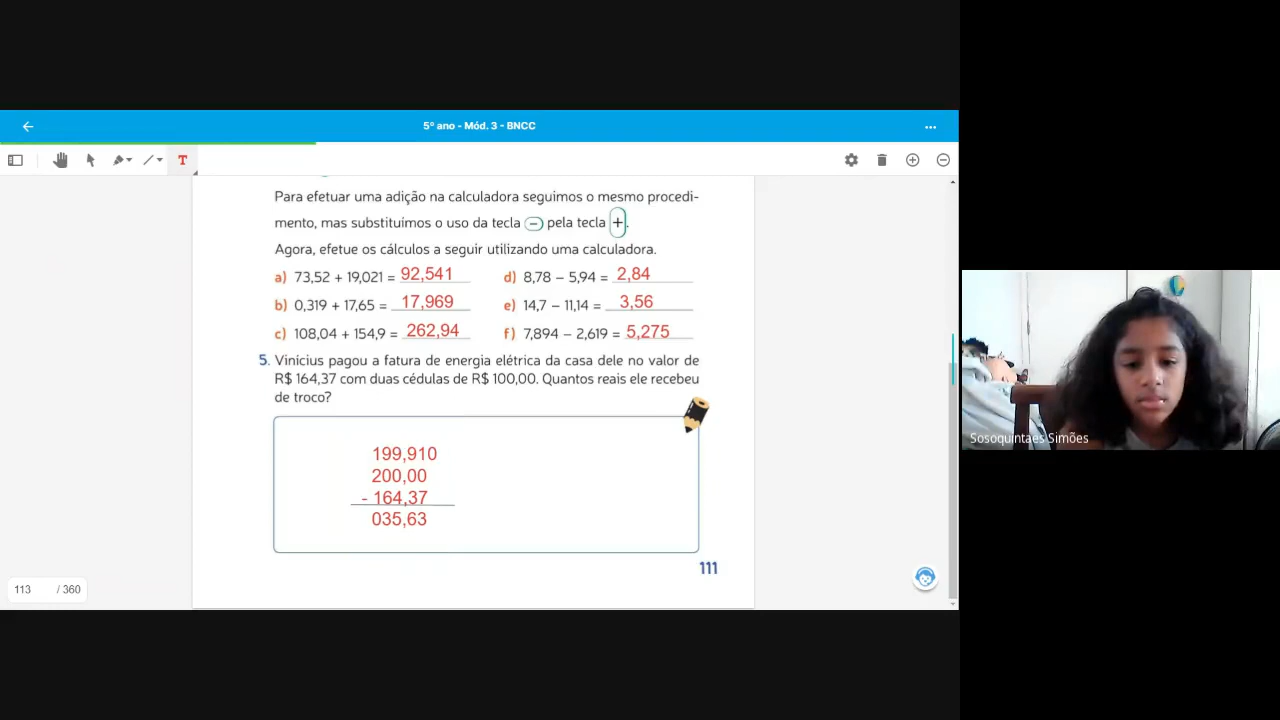 5º ano - Mód. 3 - BNCC
T
Para efetuar uma adição na calculadora seguimos o mesmo procedi-
mento, mas substituímos o uso da tecla − pela tecla +.
Agora, efetue os cálculos a seguir utilizando uma calculadora.
a) 73,52 + 19,021 = 92,541
d) 8,78 − 5,94 = 2,84
b) 0,319 + 17,65 = 17,969
e) 14,7 − 11,14 = 3,56
c) 108,04 + 154,9 = 262,94
f) 7,894 − 2,619 = 5,275
5. Vinícius pagou a fatura de energia elétrica da casa dele no valor de
R$ 164,37 com duas cédulas de R$ 100,00. Quantos reais ele recebeu
de troco?
199,910
200,00
- 164,37
035,63
111
113 / 360
Sosoquintaes Simões